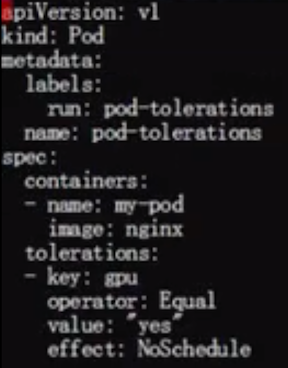 apiVersion: v1
kind: Pod
metadata:
  labels:
    run: pod-tolerations
  name: pod-tolerations
spec:
  containers:
  - name: my-pod
    image: nginx
  tolerations:
  - key: gpu
    operator: Equal
    value: "yes"
    effect: NoSchedule